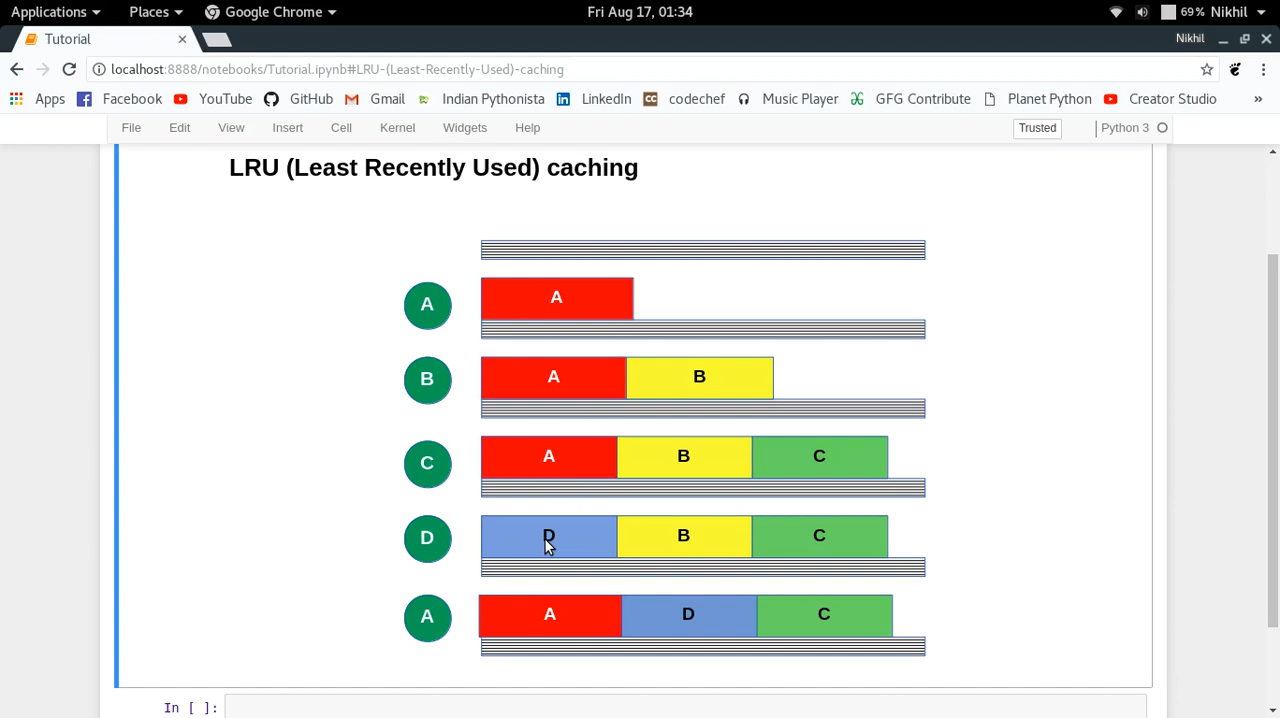 Applications Places Google Chrome Fri Aug 17, 01:34 69% Nikhil
Tutorial Nikhil
localhost:8888/notebooks/Tutorial.ipynb#LRU-(Least-Recently-Used)-caching
Apps Facebook YouTube GitHub Gmail Indian Pythonista LinkedIn CC codechef Music Player GFG Contribute Planet Python Creator Studio »
File Edit View Insert Cell Kernel Widgets Help Trusted Python 3
LRU (Least Recently Used) caching
A A
B A B
C A B C
D D B C
A A D C
In [ ]: